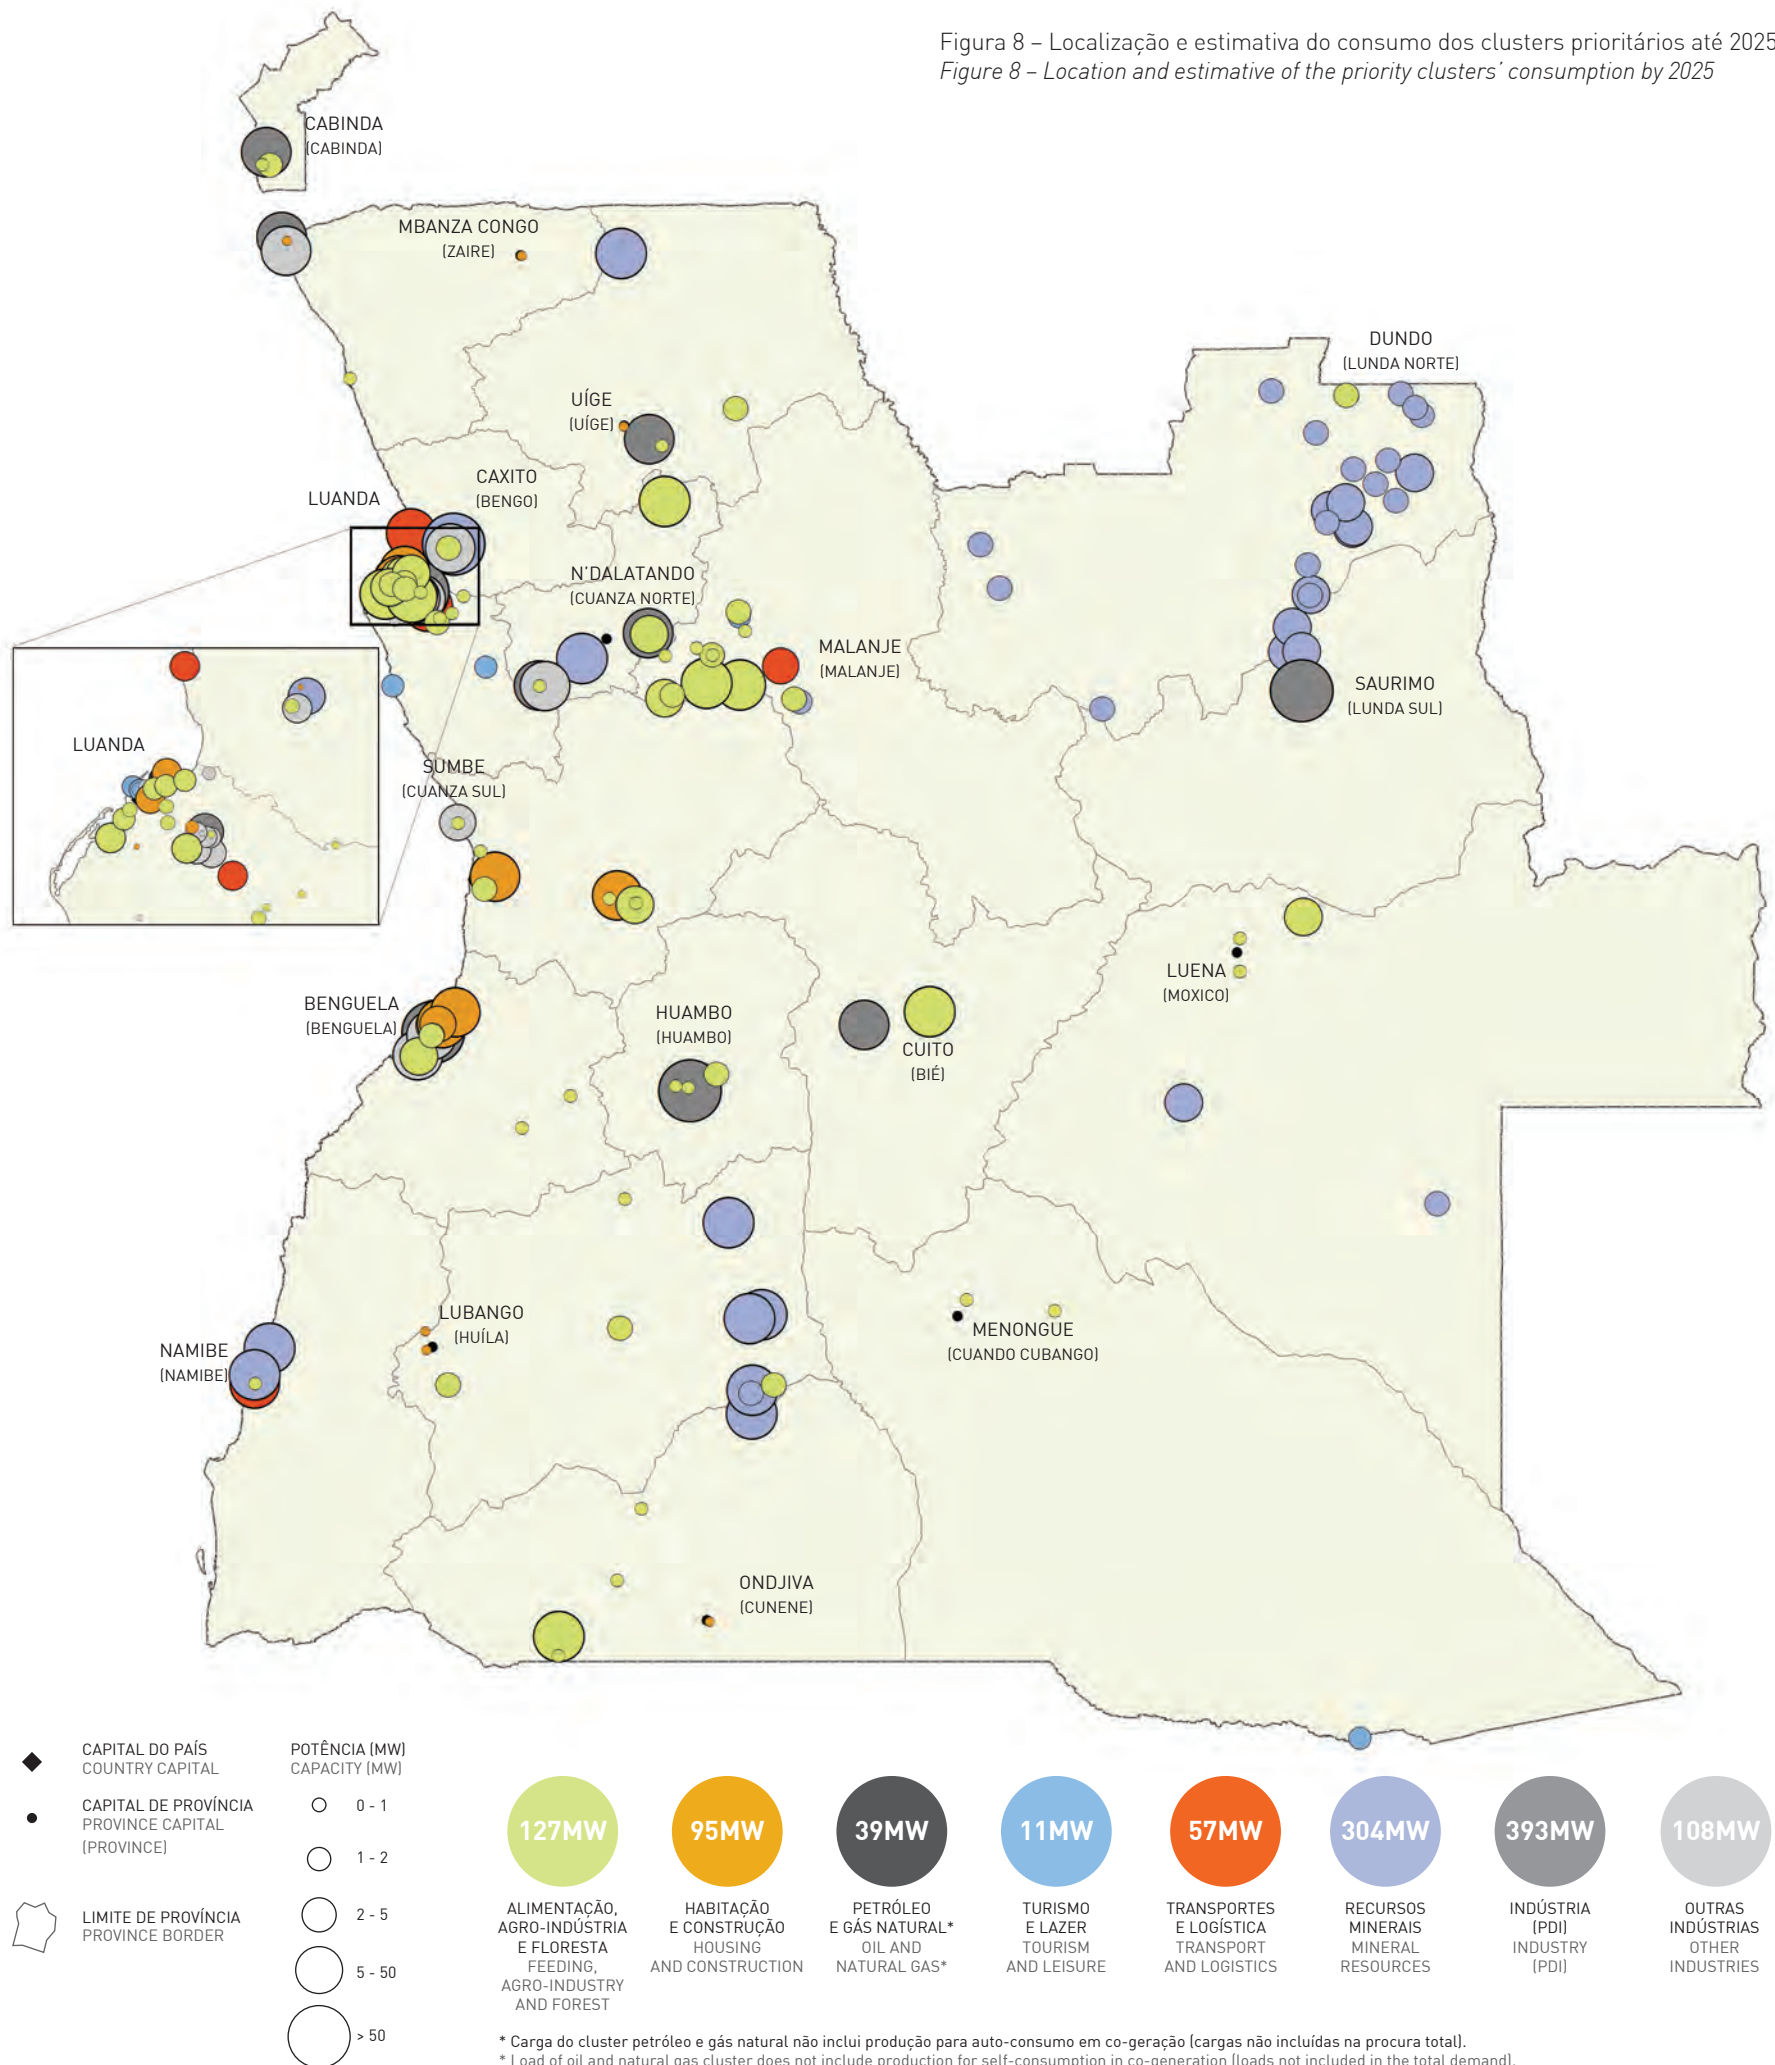 Figura 8 – Localização e estimativa do consumo dos clusters prioritários até 2025
Figure 8 – Location and estimative of the priority clusters’ consumption by 2025
CABINDA
(CABINDA)
MBANZA CONGO
(ZAIRE)
DUNDO
(LUNDA NORTE)
UÍGE
(UÍGE)
CAXITO
(BENGO)
LUANDA
N’DALATANDO
(CUANZA NORTE)
MALANJE
(MALANJE)
SAURIMO
(LUNDA SUL)
LUANDA
SUMBE
(CUANZA SUL)
LUENA
(MOXICO)
BENGUELA
(BENGUELA)
HUAMBO
(HUAMBO)
CUITO
(BIÉ)
LUBANGO
(HUÍLA)
MENONGUE
(CUANDO CUBANGO)
NAMIBE
(NAMIBE)
ONDJIVA
(CUNENE)
CAPITAL DO PAÍS
COUNTRY CAPITAL
CAPITAL DE PROVÍNCIA
PROVINCE CAPITAL
(PROVINCE)
LIMITE DE PROVÍNCIA
PROVINCE BORDER
POTÊNCIA (MW)
CAPACITY (MW)
0 - 1
1 - 2
2 - 5
5 - 50
> 50
127MW
ALIMENTAÇÃO,
AGRO-INDÚSTRIA
E FLORESTA
FEEDING,
AGRO-INDUSTRY
AND FOREST
95MW
HABITAÇÃO
E CONSTRUÇÃO
HOUSING
AND CONSTRUCTION
39MW
PETRÓLEO
E GÁS NATURAL*
OIL AND
NATURAL GAS*
11MW
TURISMO
E LAZER
TOURISM
AND LEISURE
57MW
TRANSPORTES
E LOGÍSTICA
TRANSPORT
AND LOGISTICS
304MW
RECURSOS
MINERAIS
MINERAL
RESOURCES
393MW
INDÚSTRIA
(PDI)
INDUSTRY
(PDI)
108MW
OUTRAS
INDÚSTRIAS
OTHER
INDUSTRIES
* Carga do cluster petróleo e gás natural não inclui produção para auto-consumo em co-geração (cargas não incluídas na procura total).
* Load of oil and natural gas cluster does not include production for self-consumption in co-generation (loads not included in the total demand).